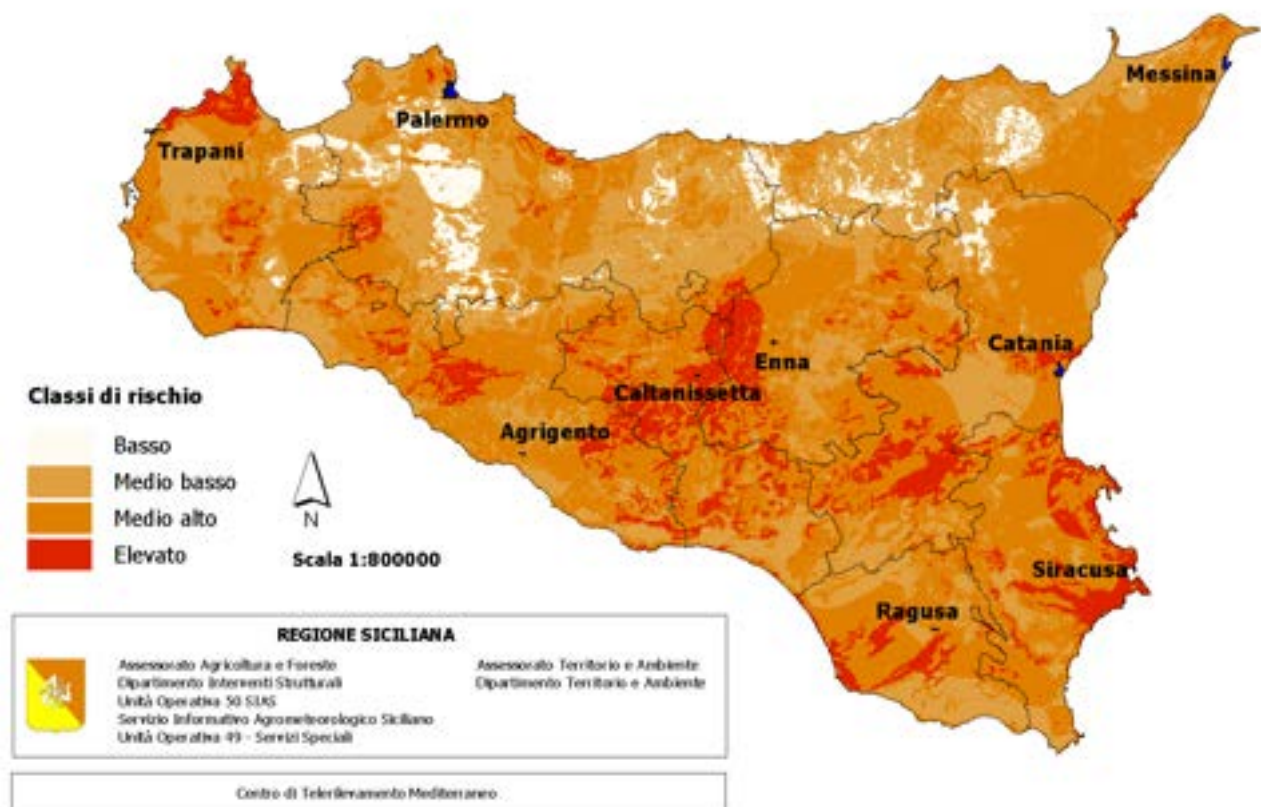 Messina
Palermo
Trapani
Catania
Enna
Caltanissetta
Agrigento
Siracusa
Ragusa
Classi di rischio
Basso
Medio basso
Medio alto
Elevato
N
Scala 1:800000
REGIONE SICILIANA
Assessorato Agricoltura e Foreste
Dipartimento Interventi Strutturali
Unità Operativa 50 SIAS
Servizio Informativo Agrometeorologico Siciliano
Unità Operativa 49 - Servizi Speciali
Assessorato Territorio e Ambiente
Dipartimento Territorio e Ambiente
Centro di Telerilevamento Mediterraneo